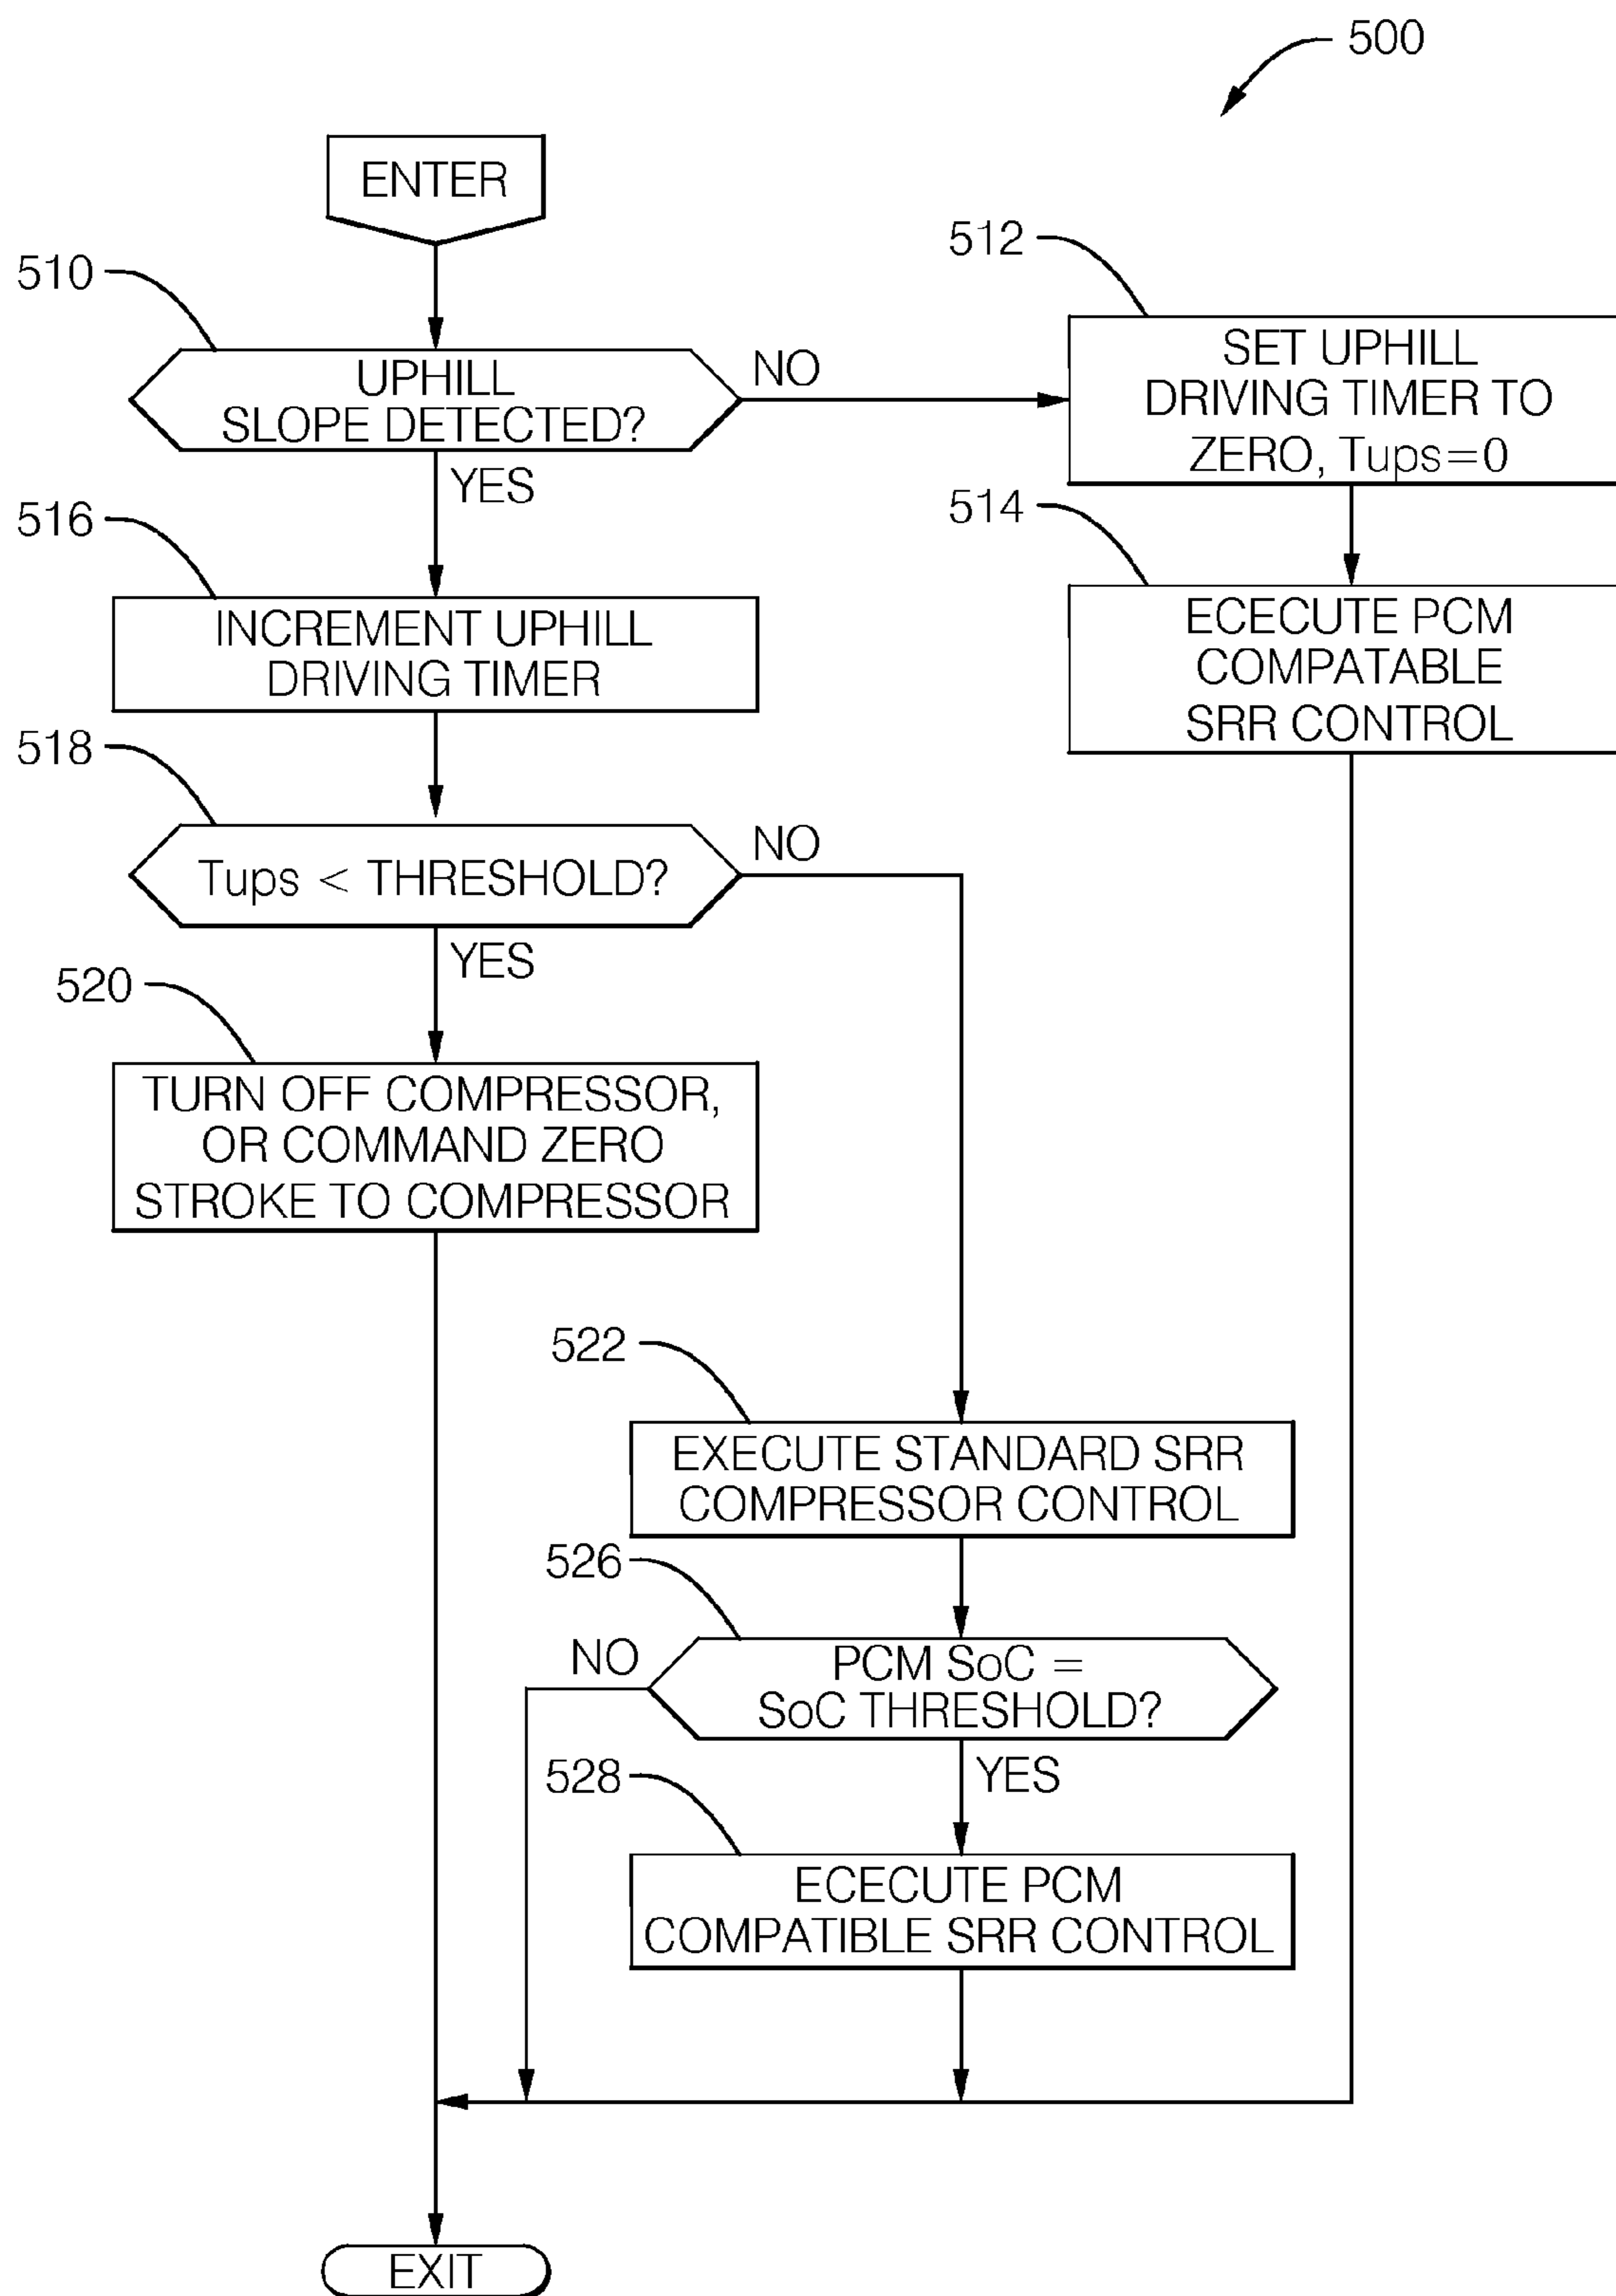 500
ENTER
510
UPHILL
SLOPE DETECTED?
NO
YES
512
SET UPHILL
DRIVING TIMER TO
ZERO, Tups=0
514
ECECUTE PCM
COMPATABLE
SRR CONTROL
516
INCREMENT UPHILL
DRIVING TIMER
518
Tups < THRESHOLD?
NO
YES
520
TURN OFF COMPRESSOR,
OR COMMAND ZERO
STROKE TO COMPRESSOR
522
EXECUTE STANDARD SRR
COMPRESSOR CONTROL
526
NO
PCM SoC =
SoC THRESHOLD?
YES
528
ECECUTE PCM
COMPATIBLE SRR CONTROL
EXIT